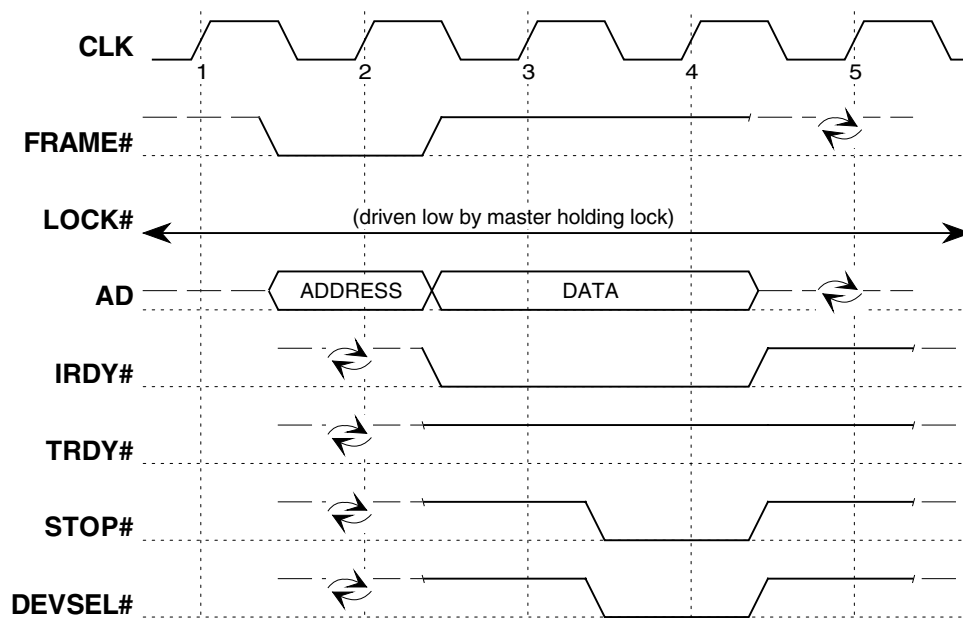 CLK
1 2 3 4 5
FRAME#
LOCK#
(driven low by master holding lock)
AD
ADDRESS DATA
IRDY#
TRDY#
STOP#
DEVSEL#